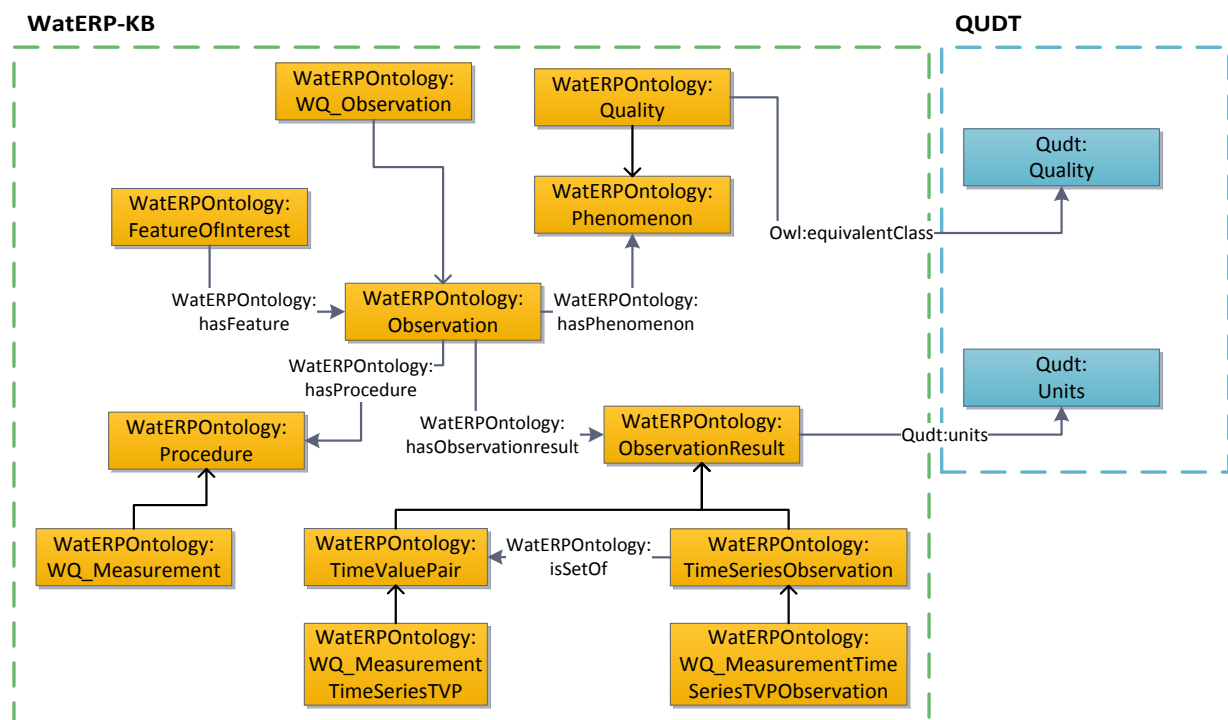 WatERP-KB
QUDT
WatERPOntology:
WQ_Observation
WatERPOntology:
Quality
Qudt:
Quality
WatERPOntology:
FeatureOfInterest
WatERPOntology:
Phenomenon
Owl:equivalentClass
WatERPOntology:
hasFeature
WatERPOntology:
Observation
WatERPOntology:
hasPhenomenon
WatERPOntology:
hasProcedure
Qudt:
Units
WatERPOntology:
Procedure
WatERPOntology:
hasObservationresult
WatERPOntology:
ObservationResult
Qudt:units
WatERPOntology:
WQ_Measurement
WatERPOntology:
TimeValuePair
WatERPOntology:
isSetOf
WatERPOntology:
TimeSeriesObservation
WatERPOntology:
WQ_Measurement
TimeSeriesTVP
WatERPOntology:
WQ_MeasurementTime
SeriesTVPObservation